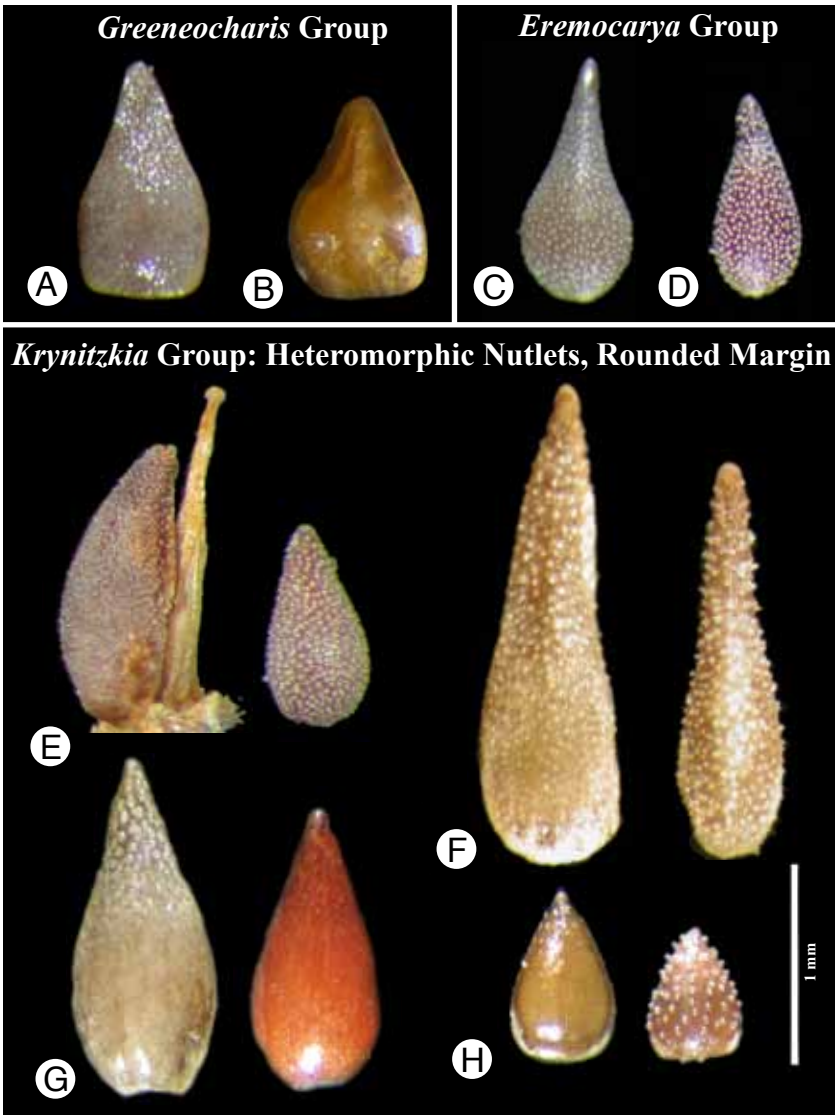 Greeneocharis Group
Eremocarya Group
A
B
C
D
Krynitzkia Group: Heteromorphic Nutlets, Rounded Margin
E
F
G
H
1 mm